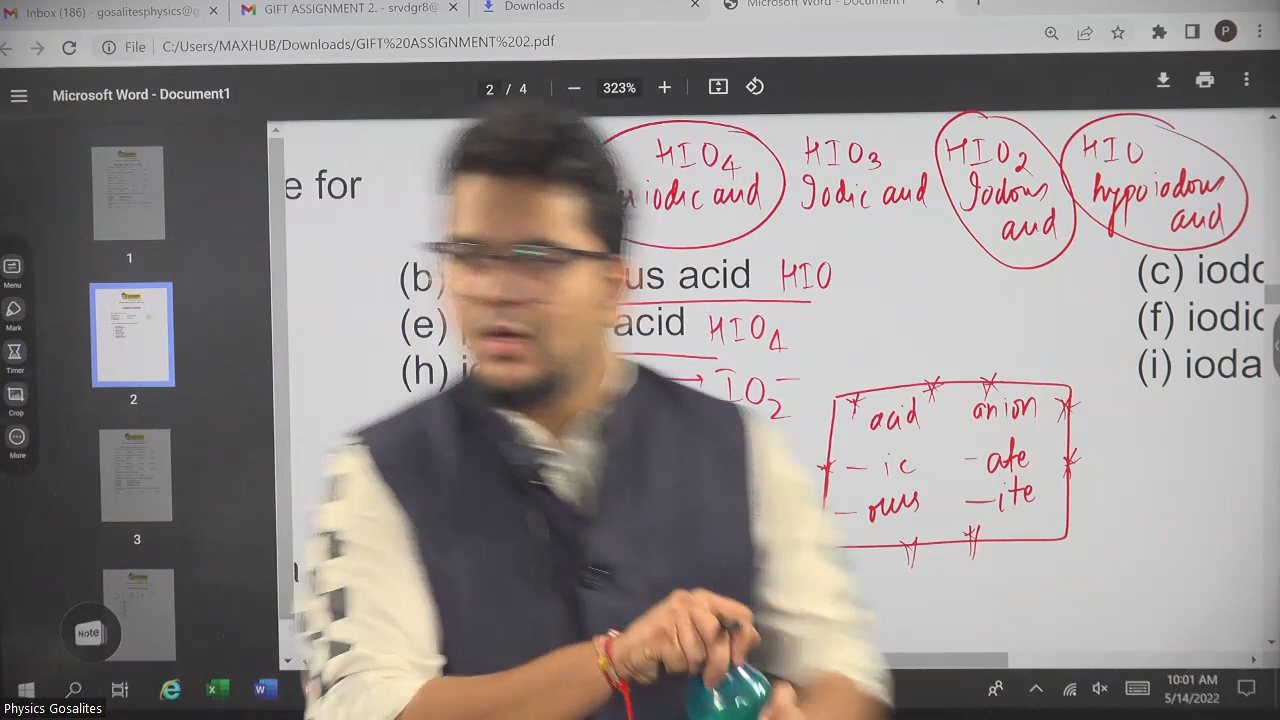 Inbox (186) - gosalitesphysics@g
GIFT ASSIGNMENT 2. - srvdgr8@
Downloads
Microsoft Word - Document1
File
C:/Users/MAXHUB/Downloads/GIFT%20ASSIGNMENT%202.pdf
P
Microsoft Word - Document1
2 / 4
323%
HIO4
HIO3
HIO2
HIO
e for
iodic acid
Iodic acid
Iodous
acid
hypoiodous
acid
(b)
us acid HIO
(c) iod
(e)
acid HIO4
(f) iodic
(h)
IO2-
(i) ioda
acid anion
- ic - ate
- ous - ite
1
2
3
Menu
Mark
Timer
Crop
More
Note
10:01 AM
5/14/2022
Physics Gosalites